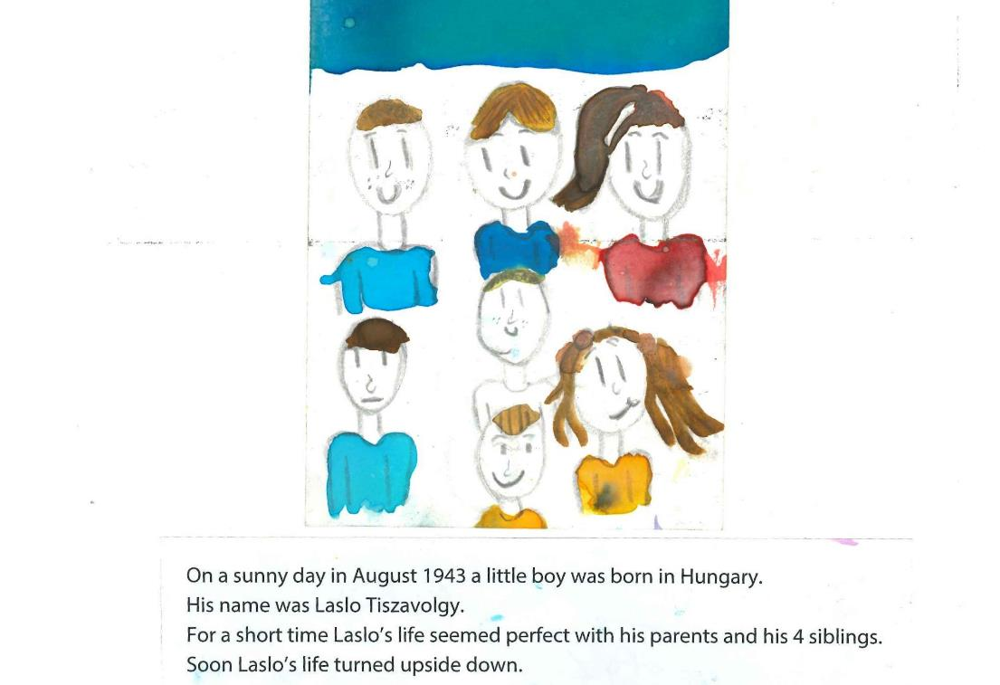 On a sunny day in August 1943 a little boy was born in Hungary.
His name was Laslo Tiszavolgy.
For a short time Laslo's life seemed perfect with his parents and his 4 siblings.
Soon Laslo's life turned upside down.